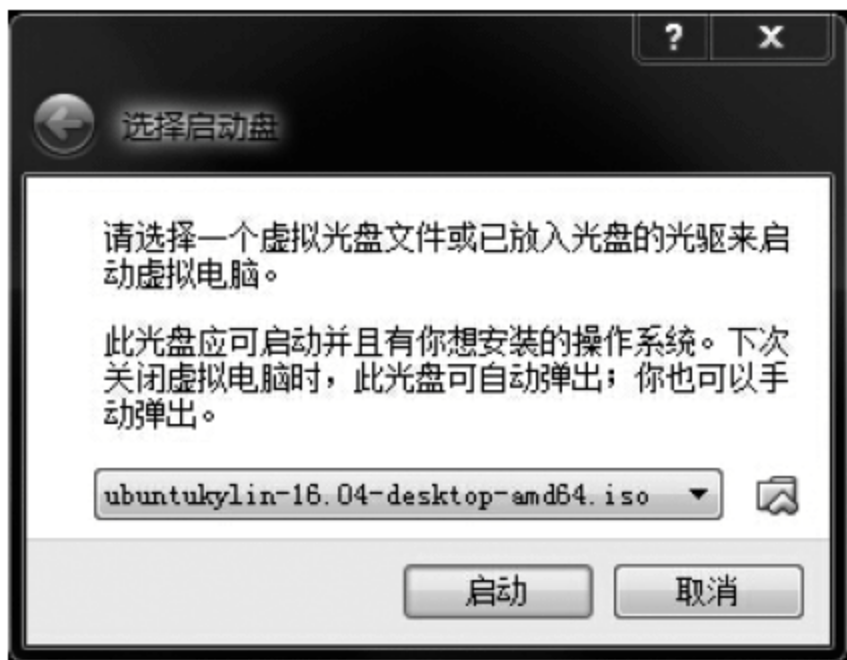 选择启动盘
请选择一个虚拟光盘文件或已放入光盘的光驱来启
动虚拟电脑。
此光盘应可启动并且有你想安装的操作系统。下次
关闭虚拟电脑时，此光盘可自动弹出；你也可以手
动弹出。
ubuntukylin-16.04-desktop-amd64.iso
启动
取消